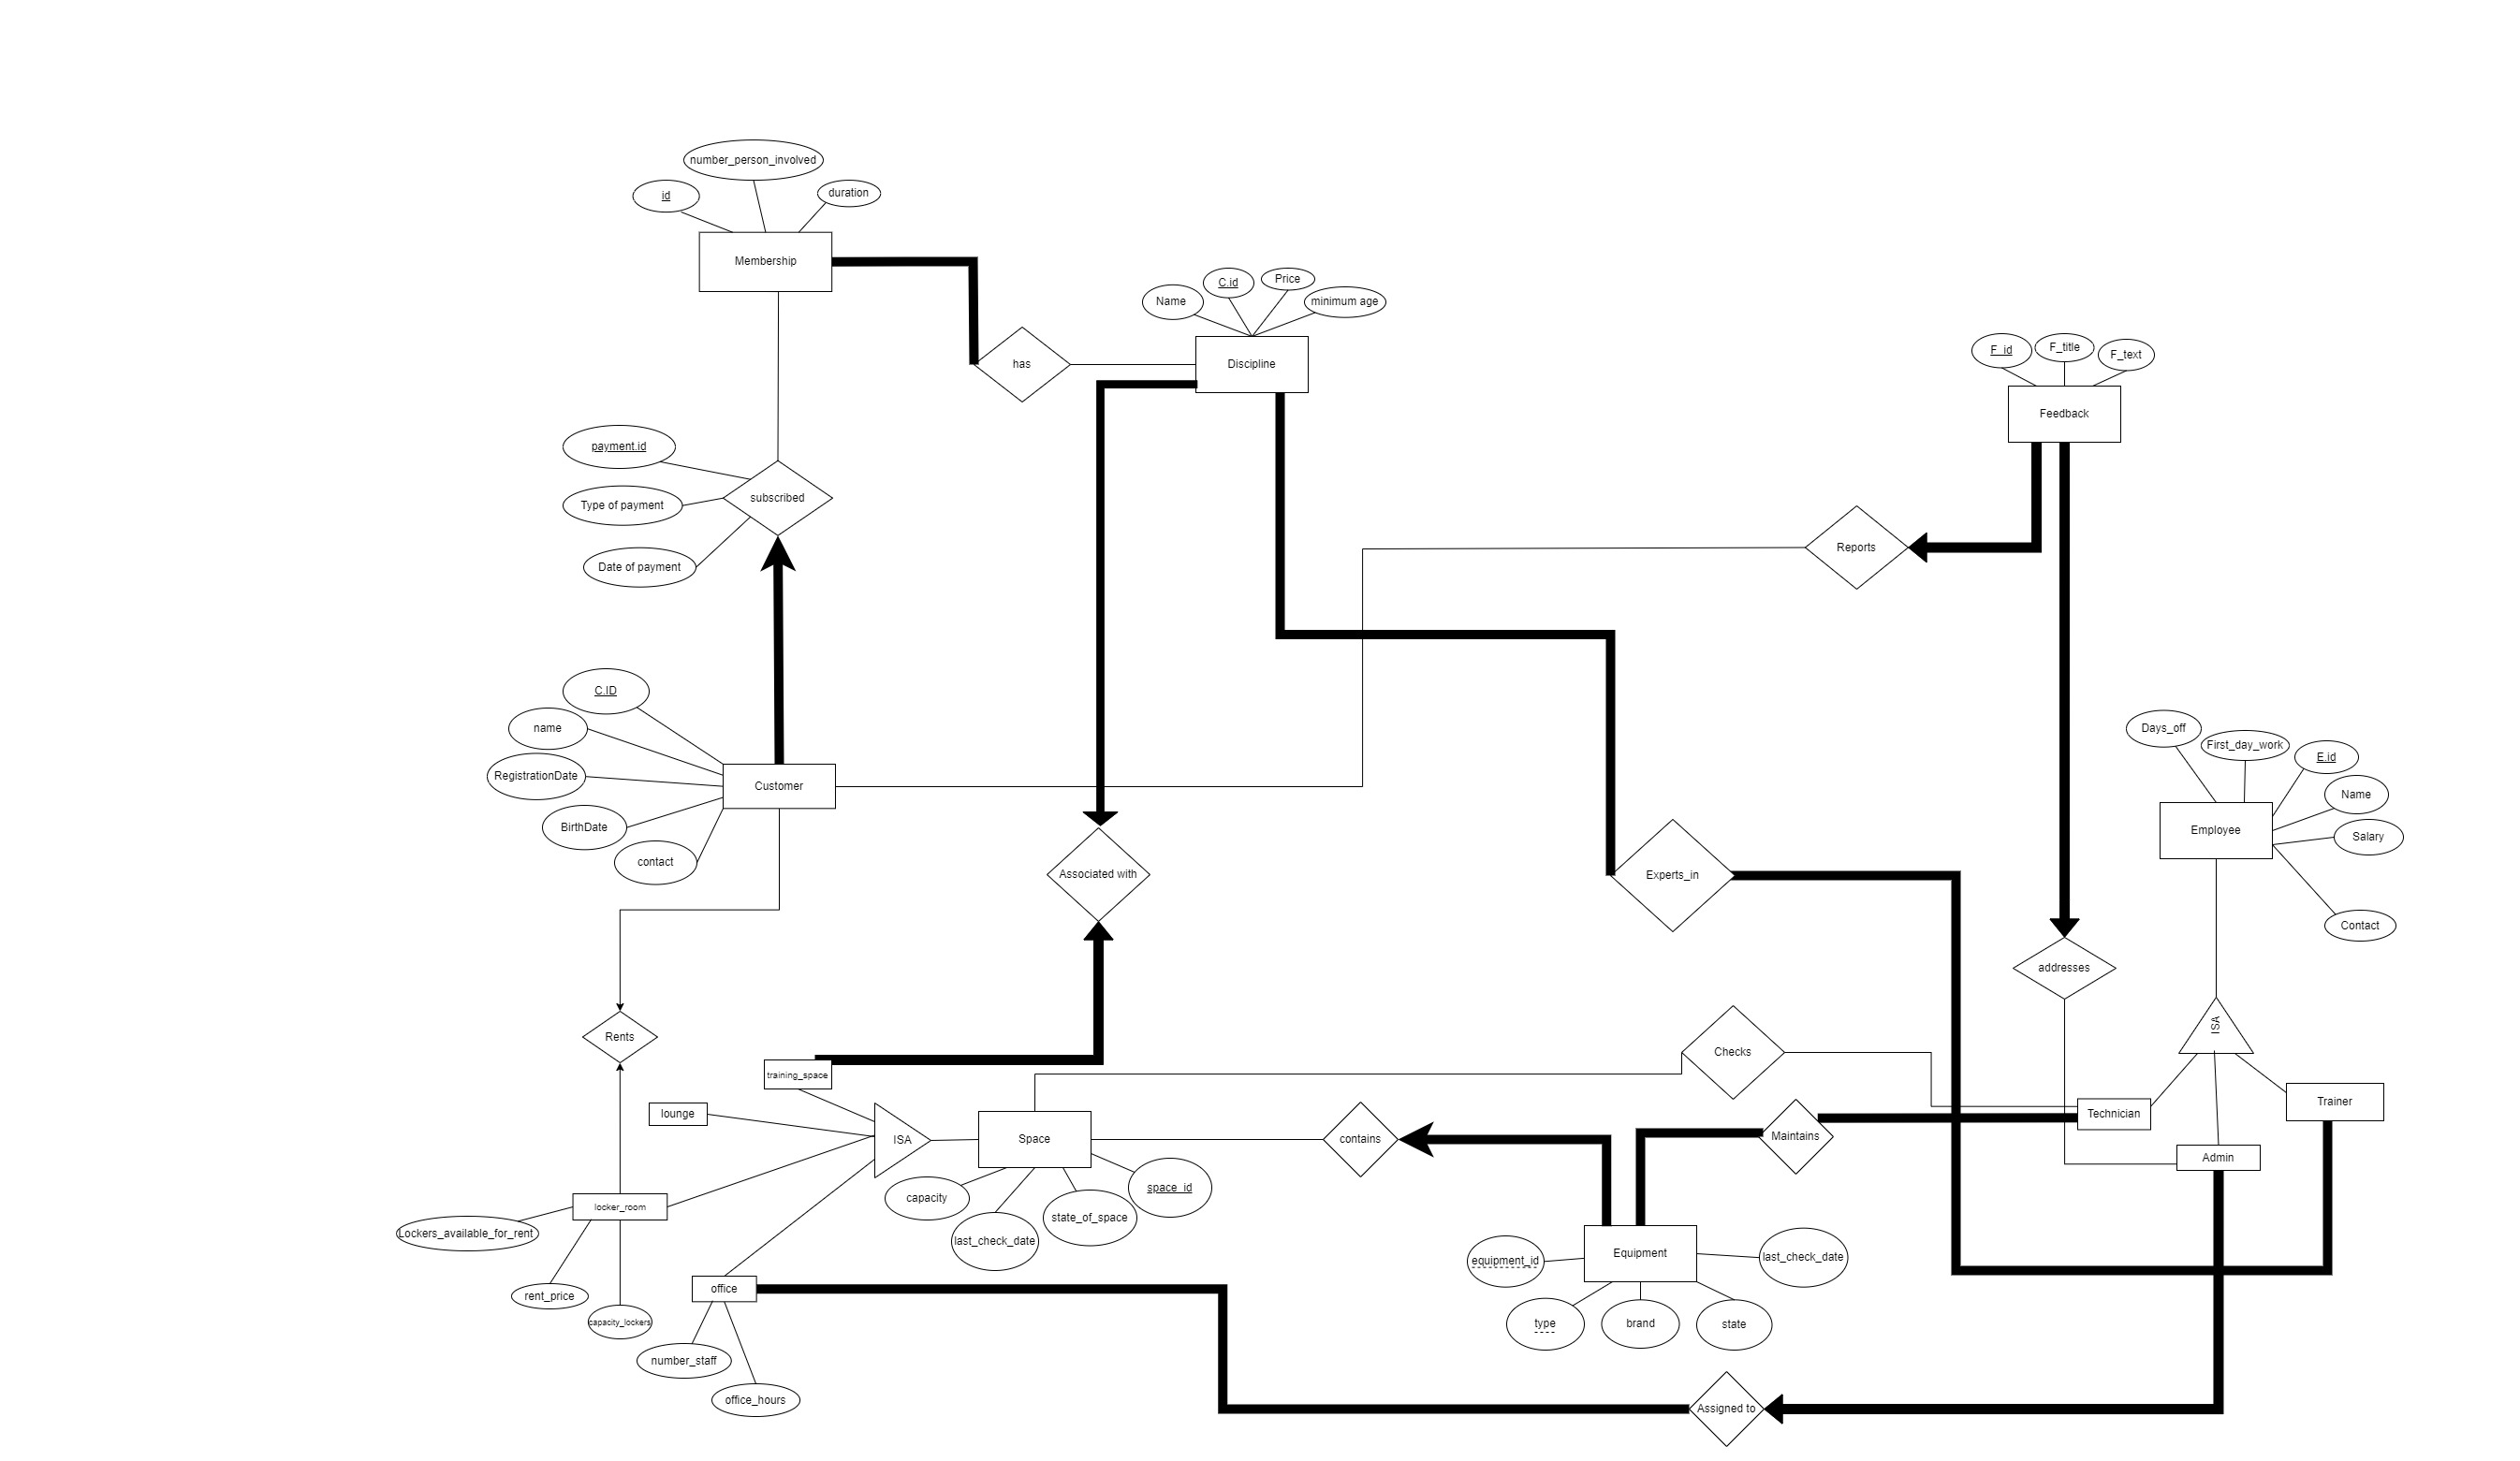 number_person_involved
id
duration
Membership
Name
C.id
Price
minimum age
has
Discipline
F_id
F_title
F_text
Feedback
payment.id
Type of payment
subscribed
Date of payment
Reports
C.ID
name
RegistrationDate
BirthDate
contact
Customer
Associated with
Experts_in
Days_off
First_day_work
E.id
Name
Salary
Employee
Contact
addresses
ISA
Rents
Checks
training_space
lounge
ISA
Space
contains
Maintains
Technician
Trainer
Admin
capacity
space_id
state_of_space
last_check_date
locker_room
Lockers_available_for_rent
rent_price
capacity_lockers
office
number_staff
office_hours
equipment_id
Equipment
last_check_date
type
brand
state
Assigned to